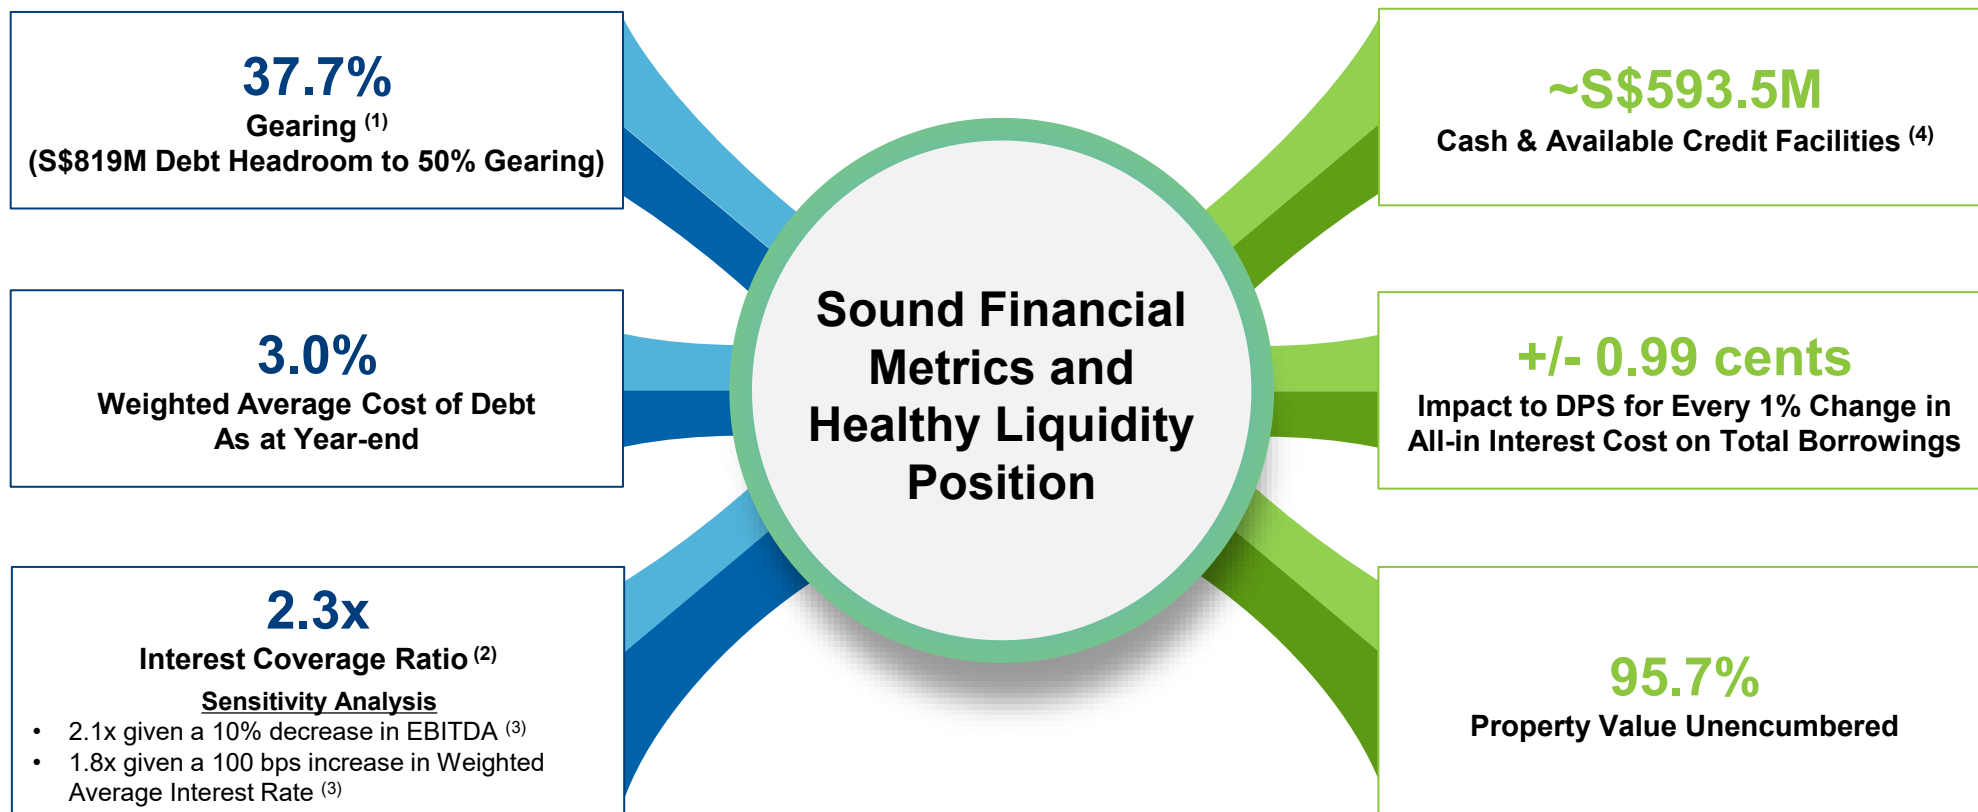 37.7%
Gearing (1)
(S$819M Debt Headroom to 50% Gearing)
3.0%
Weighted Average Cost of Debt
As at Year-end
2.3x
Interest Coverage Ratio (2)
Sensitivity Analysis
• 2.1x given a 10% decrease in EBITDA (3)
• 1.8x given a 100 bps increase in Weighted
Average Interest Rate (3)
Sound Financial
Metrics and
Healthy Liquidity
Position
~S$593.5M
Cash & Available Credit Facilities (4)
+/- 0.99 cents
Impact to DPS for Every 1% Change in
All-in Interest Cost on Total Borrowings
95.7%
Property Value Unencumbered